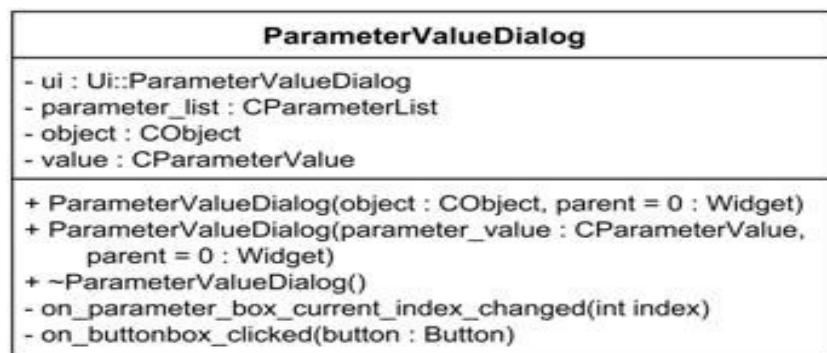 ParameterValueDialog
- ui : Ui::ParameterValueDialog
- parameter_list : CParameterList
- object : CObject
- value : CParameterValue
+ ParameterValueDialog(object : CObject, parent = 0 : Widget)
+ ParameterValueDialog(parameter_value : CParameterValue,
parent = 0 : Widget)
+ ~ParameterValueDialog()
- on_parameter_box_current_index_changed(int index)
- on_buttonbox_clicked(button : Button)